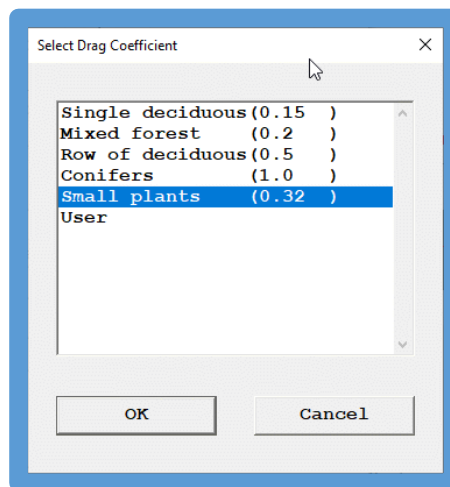 Select Drag Coefficient
Single deciduous(0.15  )
Mixed forest    (0.2   )
Row of deciduous(0.5   )
Conifers        (1.0   )
Small plants    (0.32  )
User
OK
Cancel